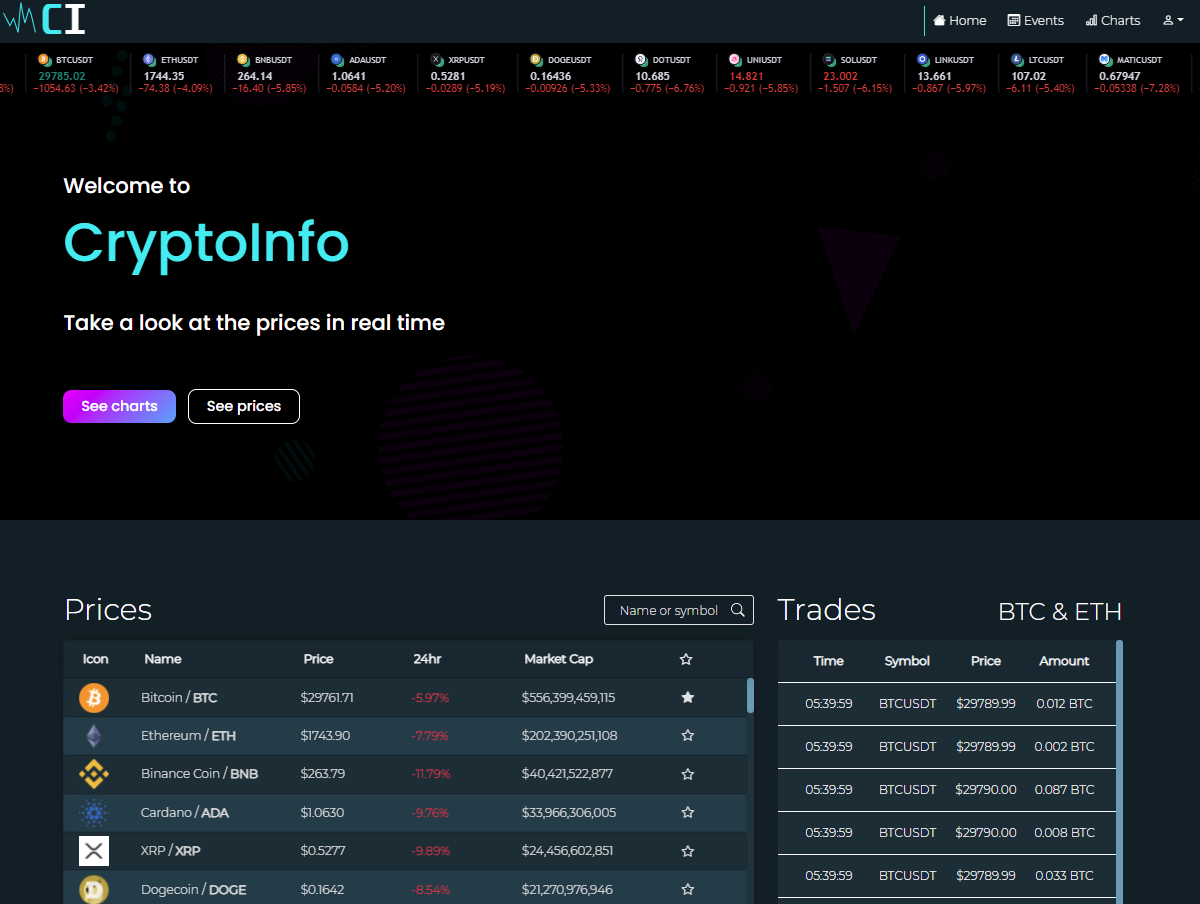 CI
Home Events Charts
BTCUSDT ETHUSDT BNBUSDT ADAUSDT XRPUSDT DOGEUSDT DOTUSDT UNIUSDT SOLUSDT LINKUSDT LTCUSDT MATICUSDT
29785.02 1744.35 264.14 1.0641 0.5281 0.16436 10.685 14.821 23.002 13.661 107.02 0.67947
%) −1054.63 (−3.42%) −74.38 (−4.09%) −16.40 (−5.85%) −0.0584 (−5.20%) −0.0289 (−5.19%) −0.00926 (−5.33%) −0.775 (−6.76%) −0.921 (−5.85%) −1.507 (−6.15%) −0.867 (−5.97%) −6.11 (−5.40%) −0.05338 (−7.28%)
Welcome to
CryptoInfo
Take a look at the prices in real time
See charts See prices
Prices Name or symbol
Icon Name Price 24hr Market Cap
Bitcoin / BTC $29761.71 -5.97% $556,399,459,115
Ethereum / ETH $1743.90 -7.79% $202,390,251,108
Binance Coin / BNB $263.79 -11.79% $40,421,522,877
Cardano / ADA $1.0630 -9.76% $33,966,306,005
XRP / XRP $0.5277 -9.89% $24,456,602,851
Dogecoin / DOGE $0.1642 -8.54% $21,270,976,946
Trades BTC & ETH
Time Symbol Price Amount
05:39:59 BTCUSDT $29789.99 0.012 BTC
05:39:59 BTCUSDT $29789.99 0.002 BTC
05:39:59 BTCUSDT $29790.00 0.087 BTC
05:39:59 BTCUSDT $29790.00 0.008 BTC
05:39:59 BTCUSDT $29789.99 0.033 BTC